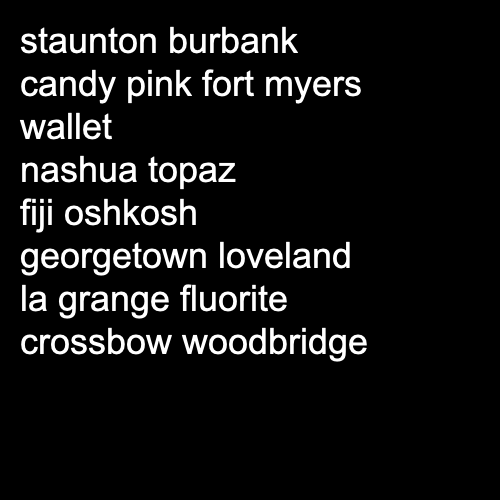 staunton burbank
candy pink fort myers
wallet
nashua topaz
fiji oshkosh
georgetown loveland
la grange fluorite
crossbow woodbridge